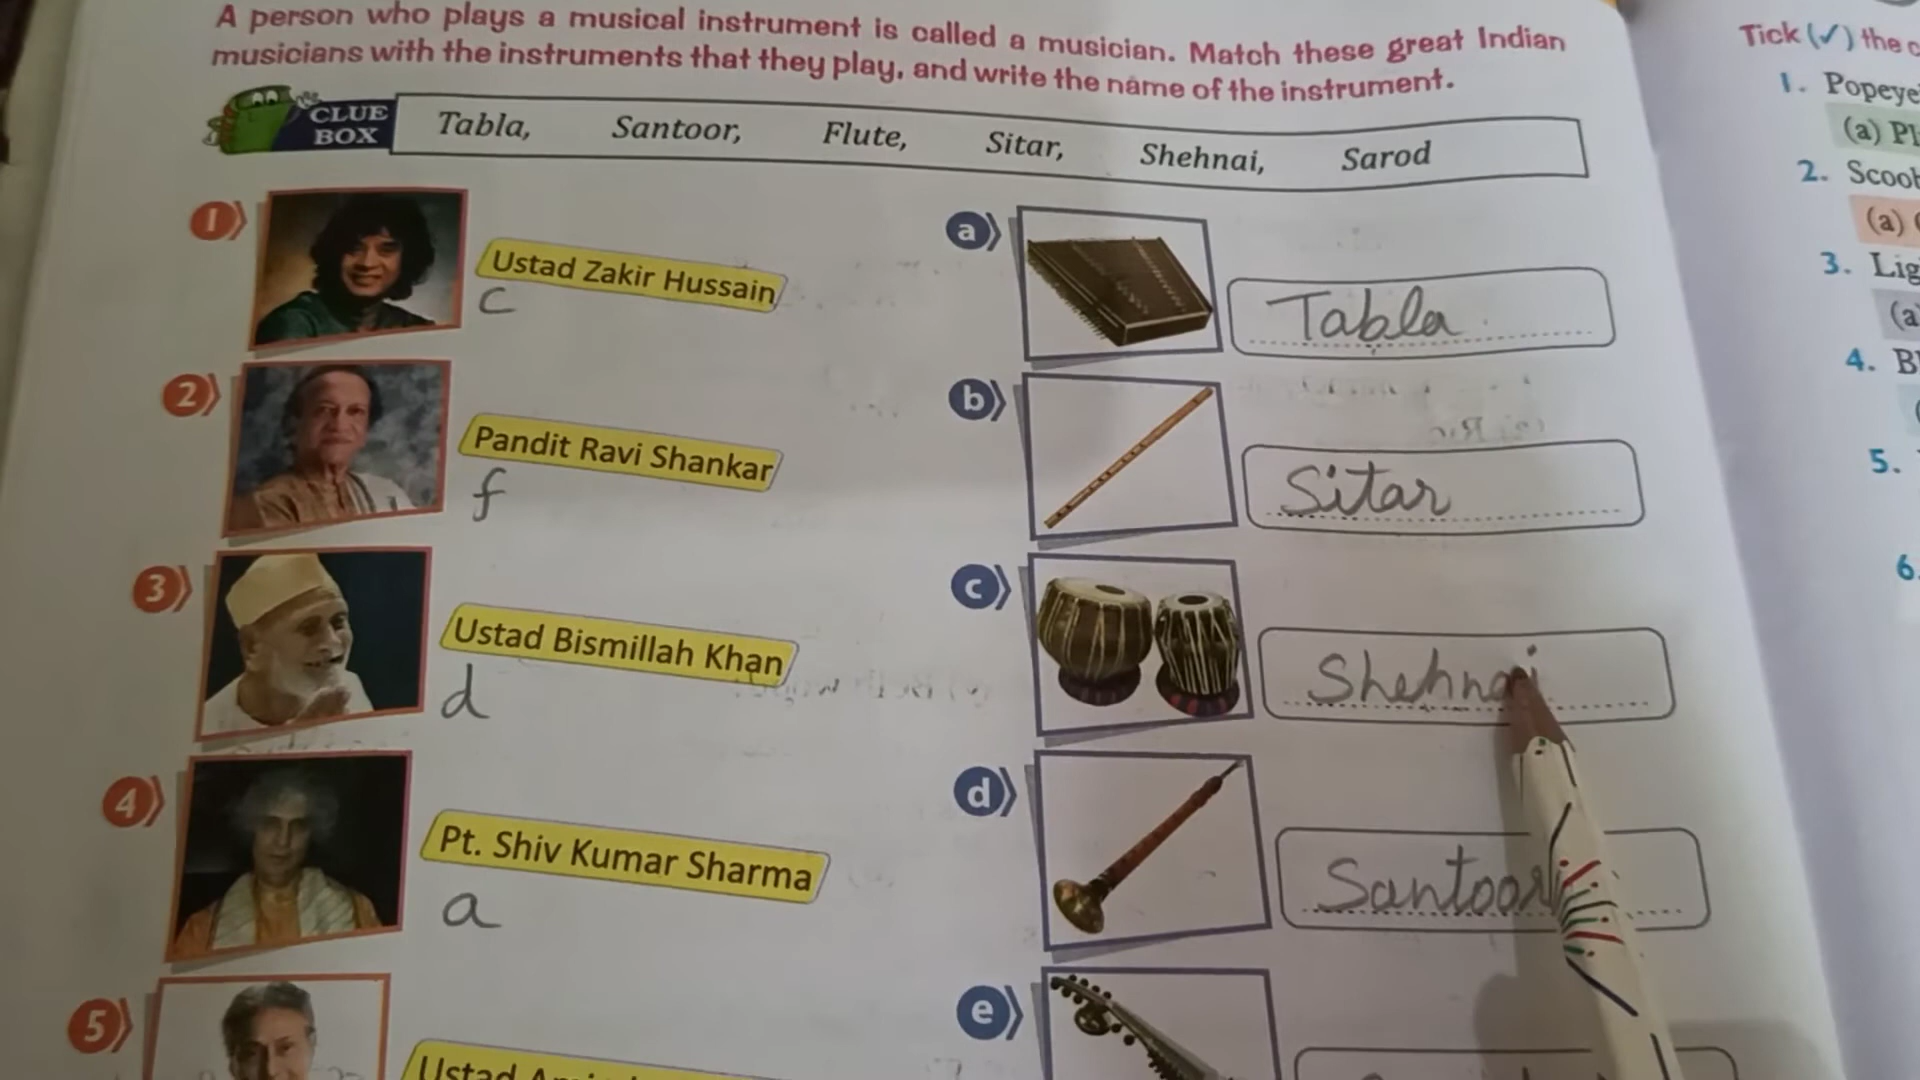 A person who plays a musical instrument is called a musician. Match these great Indian
musicians with the instruments that they play, and write the name of the instrument.
CLUE BOX
Tabla, Santoor, Flute, Sitar, Shehnai, Sarod
1 Ustad Zakir Hussain
c
a Tabla
2 Pandit Ravi Shankar
f
b Sitar
3 Ustad Bismillah Khan
d
c Shehnai
4 Pt. Shiv Kumar Sharma
a
d Santoor
5 Ustad
e
Tick (✓) the
1. Popeye
(a)
2.
(a)
3.
(a)
4.
5.
6.